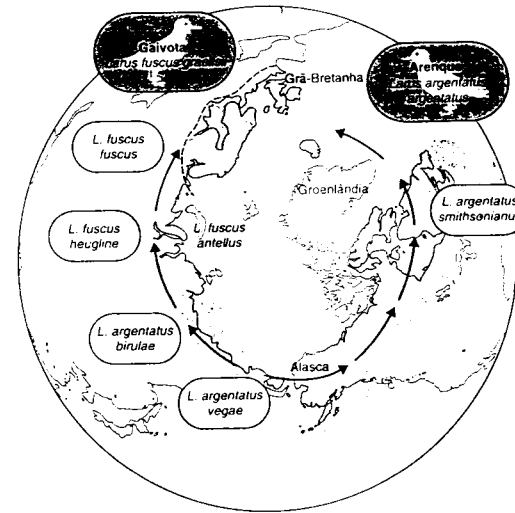 Gaivota
Larus fuscus graellsii
Grã-Bretanha
Arenque
Larus argentatus
argentatus
L. fuscus
fuscus
Groenlândia
L. argentatus
smithsonianus
L. fuscus
heugline
fuscus
antellus
L. argentatus
birulae
Alasca
L. argentatus
vegae